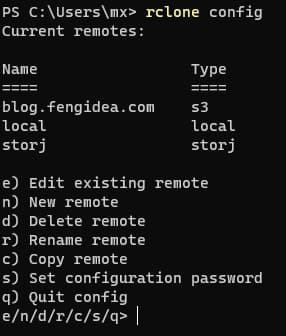 PS C:\Users\mx> rclone config
Current remotes:
Name                 Type
====                 ====
blog.fengidea.com    s3
local                local
storj                storj
e) Edit existing remote
n) New remote
d) Delete remote
r) Rename remote
c) Copy remote
s) Set configuration password
q) Quit config
e/n/d/r/c/s/q>